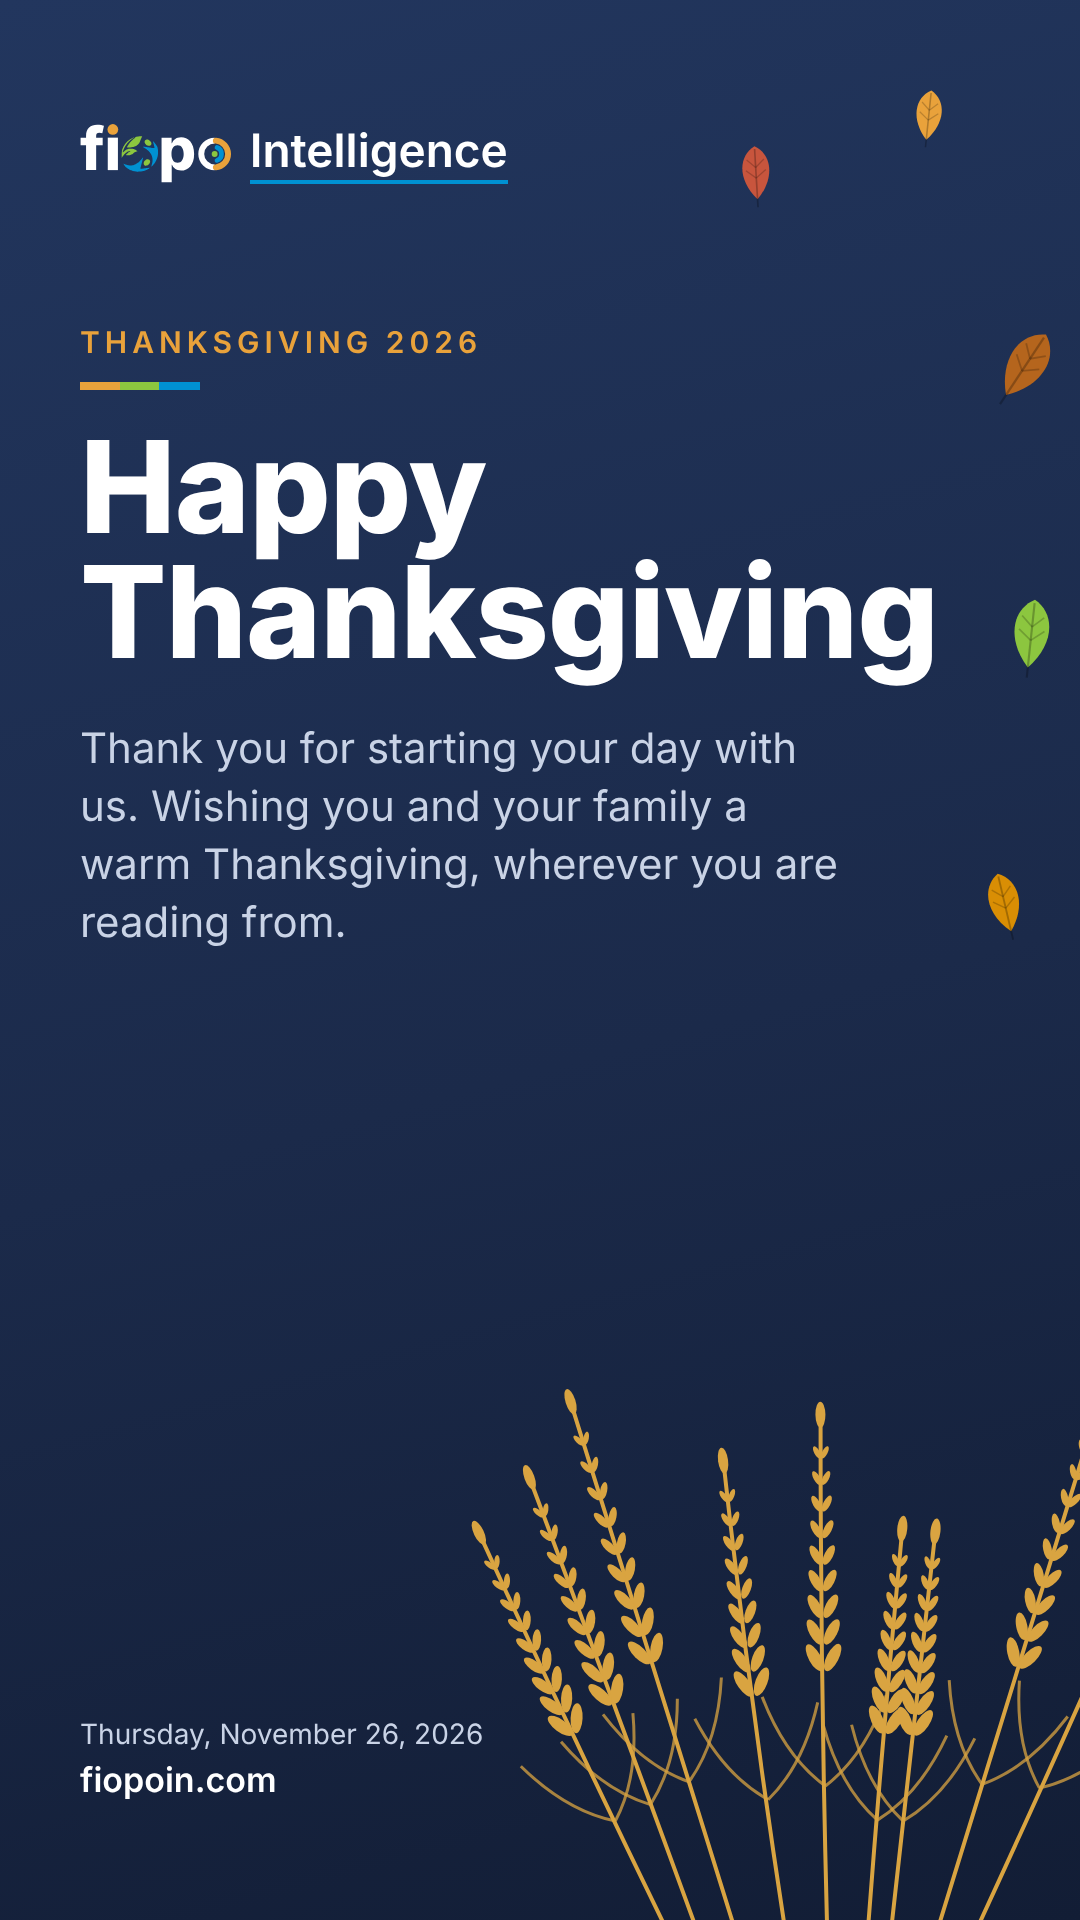 fiopo Intelligence
THANKSGIVING 2026
Happy
Thanksgiving
Thank you for starting your day with
us. Wishing you and your family a
warm Thanksgiving, wherever you are
reading from.
Thursday, November 26, 2026
fiopoin.com